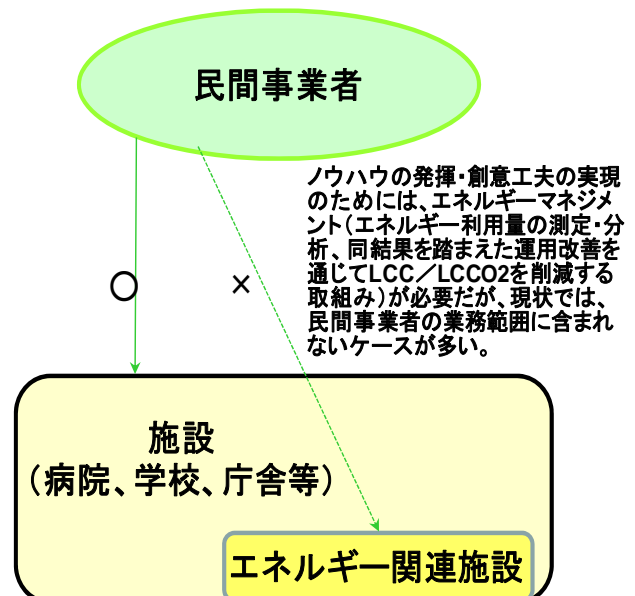 民間事業者
ノウハウの発揮・創意工夫の実現
のためには、エネルギーマネジメ
ント（エネルギー利用量の測定・分
析、同結果を踏まえた運用改善を
通じてLCC／LCCO2を削減する
取組み）が必要だが、現状では、
民間事業者の業務範囲に含まれ
ないケースが多い。
○
×
施設
（病院、学校、庁舎等）
エネルギー関連施設